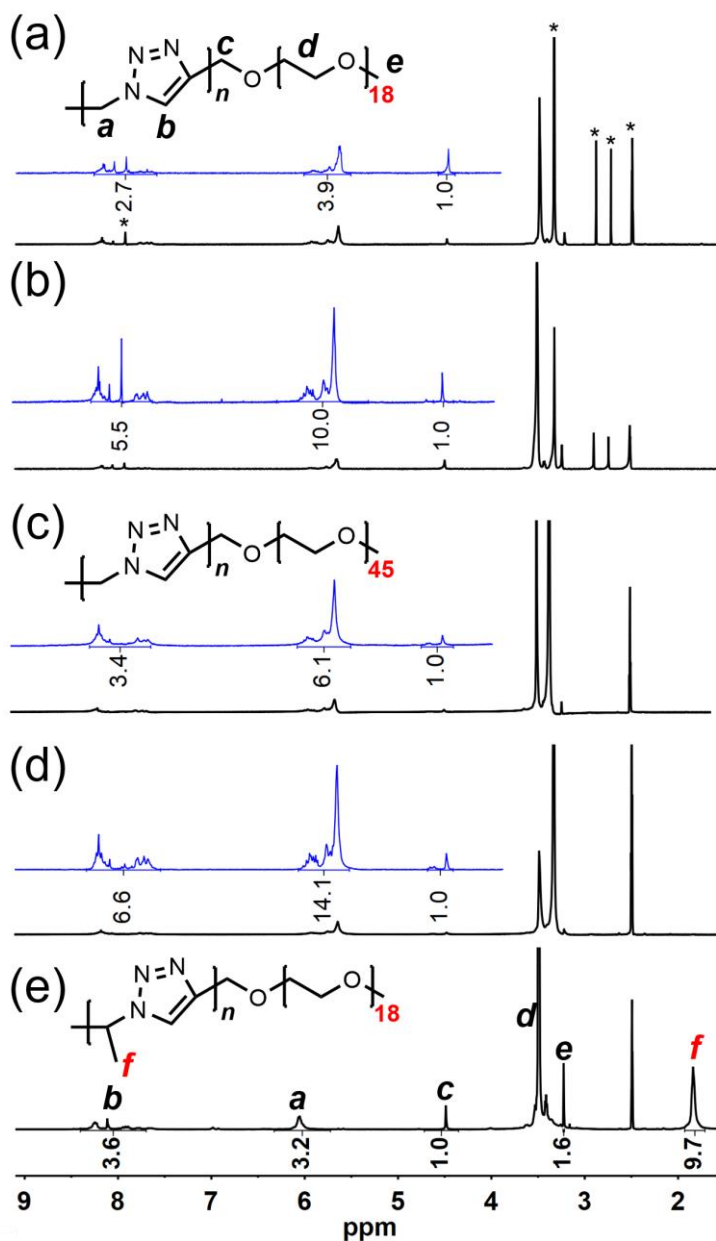 (a)
N=N
N
c
d
O
O
e
n
18
a
b
*
*
*
*
2.7
3.9
1.0
*
(b)
5.5
10.0
1.0
(c)
N=N
N
O
O
n
45
3.4
6.1
1.0
(d)
6.6
14.1
1.0
(e)
N=N
N
O
O
n
18
f
b
a
c
d
e
f
3.6
3.2
1.0
1.6
9.7
9 8 7 6 5 4 3 2
ppm